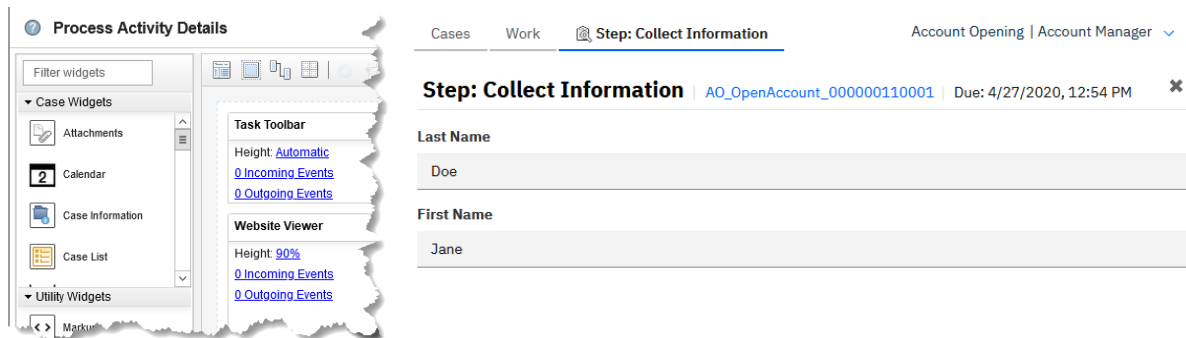 Process Activity Details
Filter widgets
Case Widgets
Attachments
2 Calendar
Case Information
Case List
Utility Widgets
Task Toolbar
Height: Automatic
0 Incoming Events
0 Outgoing Events
Website Viewer
Height: 90%
0 Incoming Events
0 Outgoing Events
Cases Work Step: Collect Information Account Opening | Account Manager
Step: Collect Information | AO_OpenAccount_000000110001 | Due: 4/27/2020, 12:54 PM
Last Name
Doe
First Name
Jane